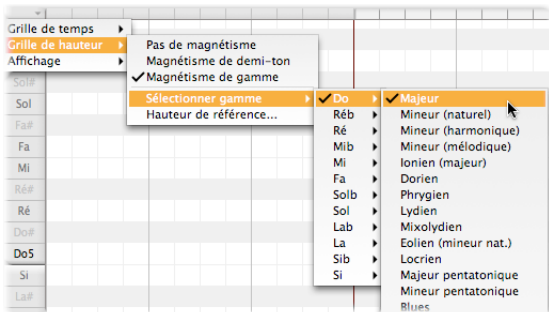 Grille de temps
Grille de hauteur
Affichage
Pas de magnétisme
Magnétisme de demi-ton
Magnétisme de gamme
Sélectionner gamme
Hauteur de référence...
Do
Réb
Ré
Mib
Mi
Fa
Solb
Sol
Lab
La
Sib
Si
Majeur
Mineur (naturel)
Mineur (harmonique)
Mineur (mélodique)
Ionien (majeur)
Dorien
Phrygien
Lydien
Mixolydien
Eolien (mineur nat.)
Locrien
Majeur pentatonique
Mineur pentatonique
Blues
Sol#
Sol
Fa#
Fa
Mi
Ré#
Ré
Do#
Do5
Si
La#